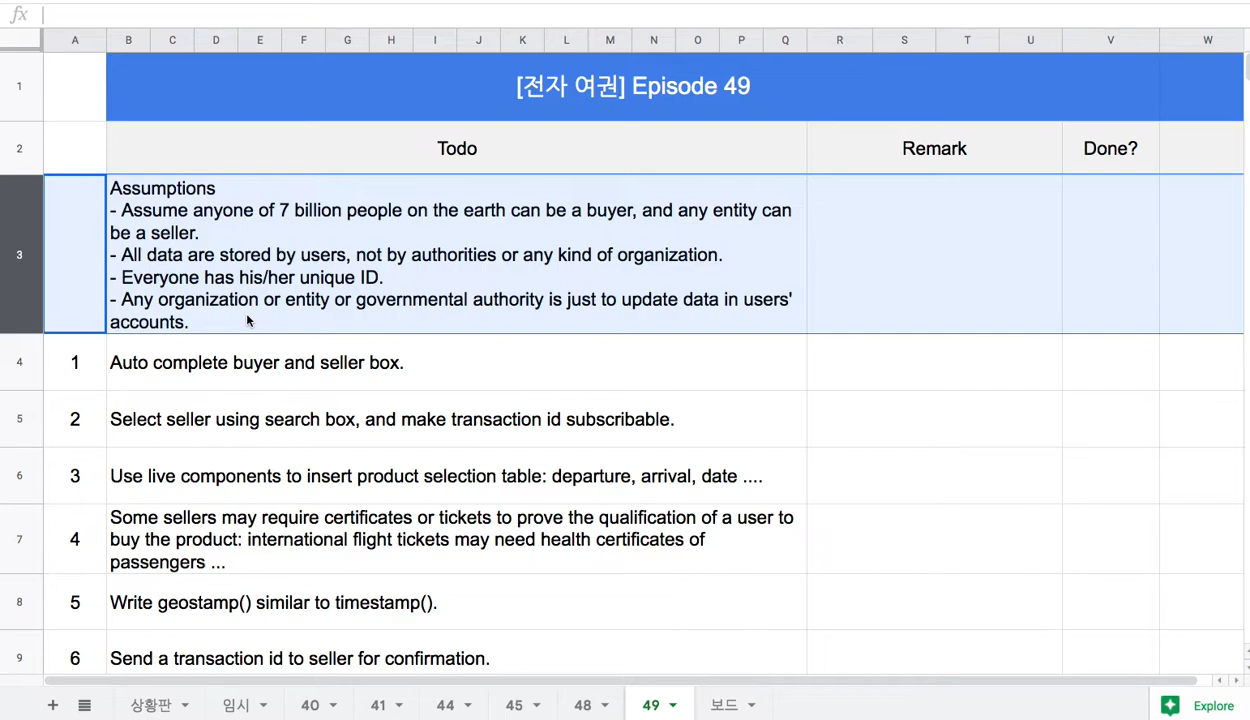 fx
A B C D E F G H I J K L M N O P Q R S T U V W
1 [전자 여권] Episode 49
2 Todo Remark Done?
Assumptions
- Assume anyone of 7 billion people on the earth can be a buyer, and any entity can
be a seller.
3 - All data are stored by users, not by authorities or any kind of organization.
- Everyone has his/her unique ID.
- Any organization or entity or governmental authority is just to update data in users'
accounts.
4 1 Auto complete buyer and seller box.
5 2 Select seller using search box, and make transaction id subscribable.
6 3 Use live components to insert product selection table: departure, arrival, date ....
Some sellers may require certificates or tickets to prove the qualification of a user to
7 4 buy the product: international flight tickets may need health certificates of
passengers ...
8 5 Write geostamp() similar to timestamp().
9 6 Send a transaction id to seller for confirmation.
+ 상황판 임시 40 41 44 45 48 49 보드 Explore